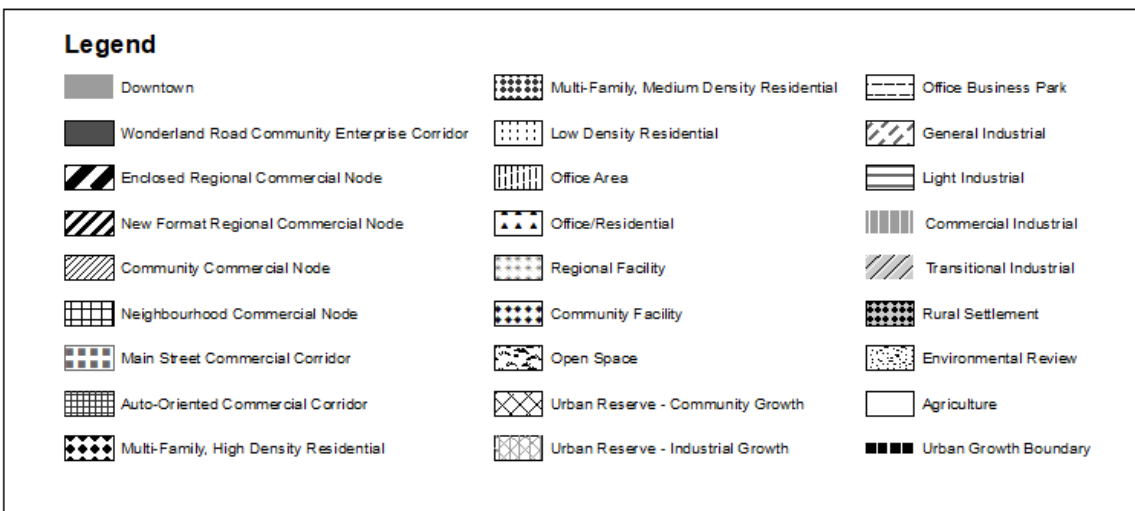 Legend
Downtown
Wonderland Road Community Enterprise Corridor
Enclosed Regional Commercial Node
New Format Regional Commercial Node
Community Commercial Node
Neighbourhood Commercial Node
Main Street Commercial Corridor
Auto-Oriented Commercial Corridor
Multi-Family, High Density Residential
Multi-Family, Medium Density Residential
Low Density Residential
Office Area
Office/Residential
Regional Facility
Community Facility
Open Space
Urban Reserve - Community Growth
Urban Reserve - Industrial Growth
Office Business Park
General Industrial
Light Industrial
Commercial Industrial
Transitional Industrial
Rural Settlement
Environmental Review
Agriculture
Urban Growth Boundary